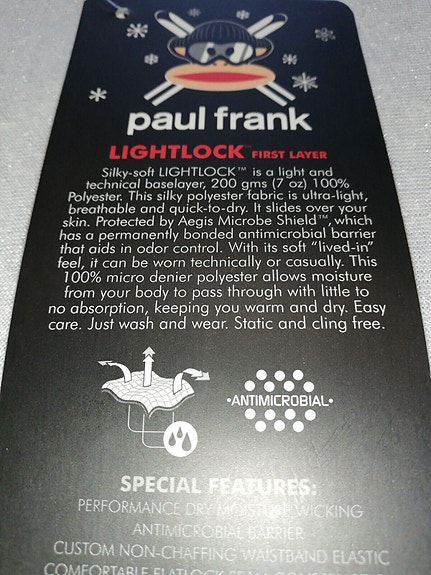 paul frank
LIGHTLOCK™ FIRST LAYER
Silky-soft LIGHTLOCK™ is a light and
technical baselayer, 200 gms (7 oz) 100%
Polyester. This silky polyester fabric is ultra-light,
breathable and quick-to-dry. It slides over your
skin. Protected by Aegis Microbe Shield™, which
has a permanently bonded antimicrobial barrier
that aids in odor control. With its soft “lived-in”
feel, it can be worn technically or casually. This
100% micro denier polyester allows moisture
from your body to pass through with little to
no absorption, keeping you warm and dry. Easy
care. Just wash and wear. Static and cling free.
•ANTIMICROBIAL•
SPECIAL FEATURES:
PERFORMANCE DRY MOISTURE WICKING
ANTIMICROBIAL BARRIER
CUSTOM NON-CHAFFING WAISTBAND ELASTIC
COMFORTABLE FLATLOCK SEAM